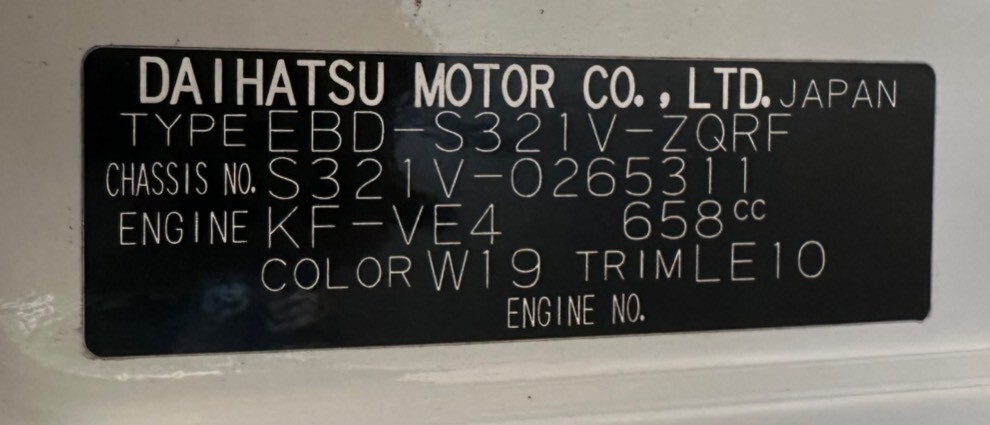 DAIHATSU MOTOR CO., LTD. JAPAN
TYPE EBD-S321V-ZQRF
CHASSIS NO. S321V-0265311
ENGINE KF-VE4 658cc
COLOR W19 TRIM LE10
ENGINE NO.